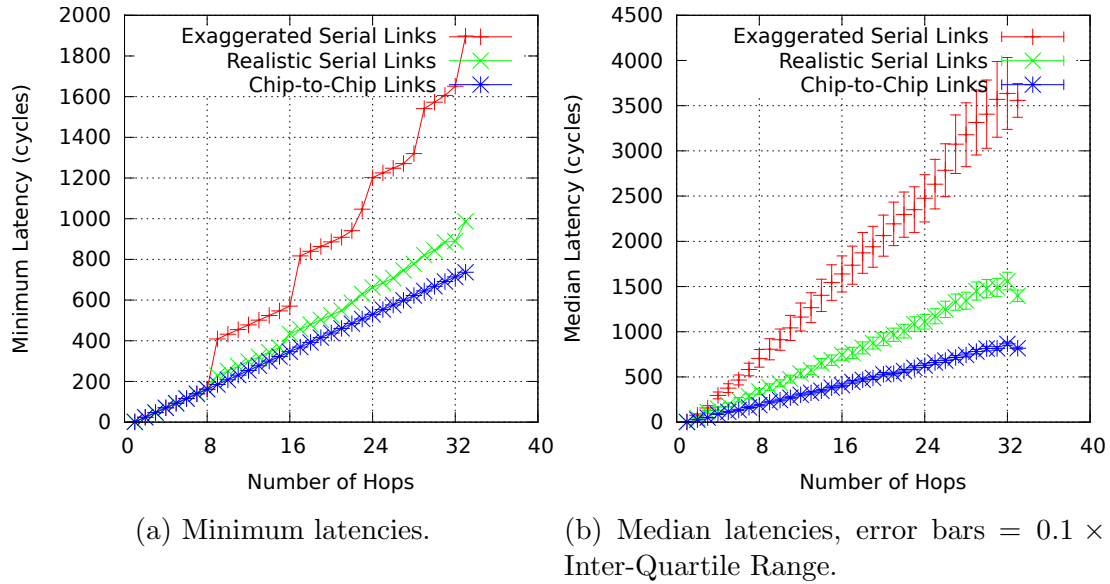 2000
1800
1600
1400
1200
1000
800
600
400
200
0
0 8 16 24 32 40
Minimum Latency (cycles)
Number of Hops
Exaggerated Serial Links
Realistic Serial Links
Chip-to-Chip Links
(a) Minimum latencies.
4500
4000
3500
3000
2500
2000
1500
1000
500
0
0 8 16 24 32 40
Median Latency (cycles)
Number of Hops
Exaggerated Serial Links
Realistic Serial Links
Chip-to-Chip Links
(b) Median latencies, error bars = 0.1 ×
Inter-Quartile Range.